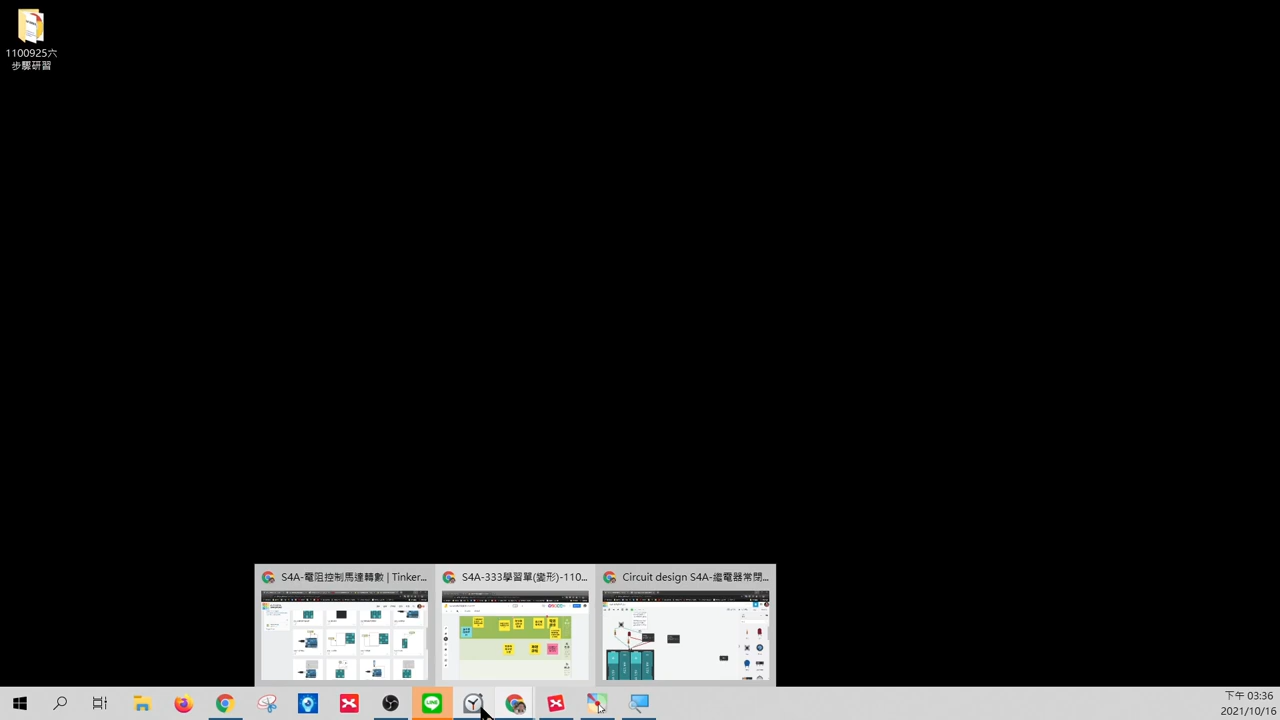 1100925六
步驟研習
S4A-電阻控制馬達轉數 | Tinker...
S4A-333學習單(變形)-110...
Circuit design S4A-繼電器常閉...
LINE
下午 03:36
2021/10/16